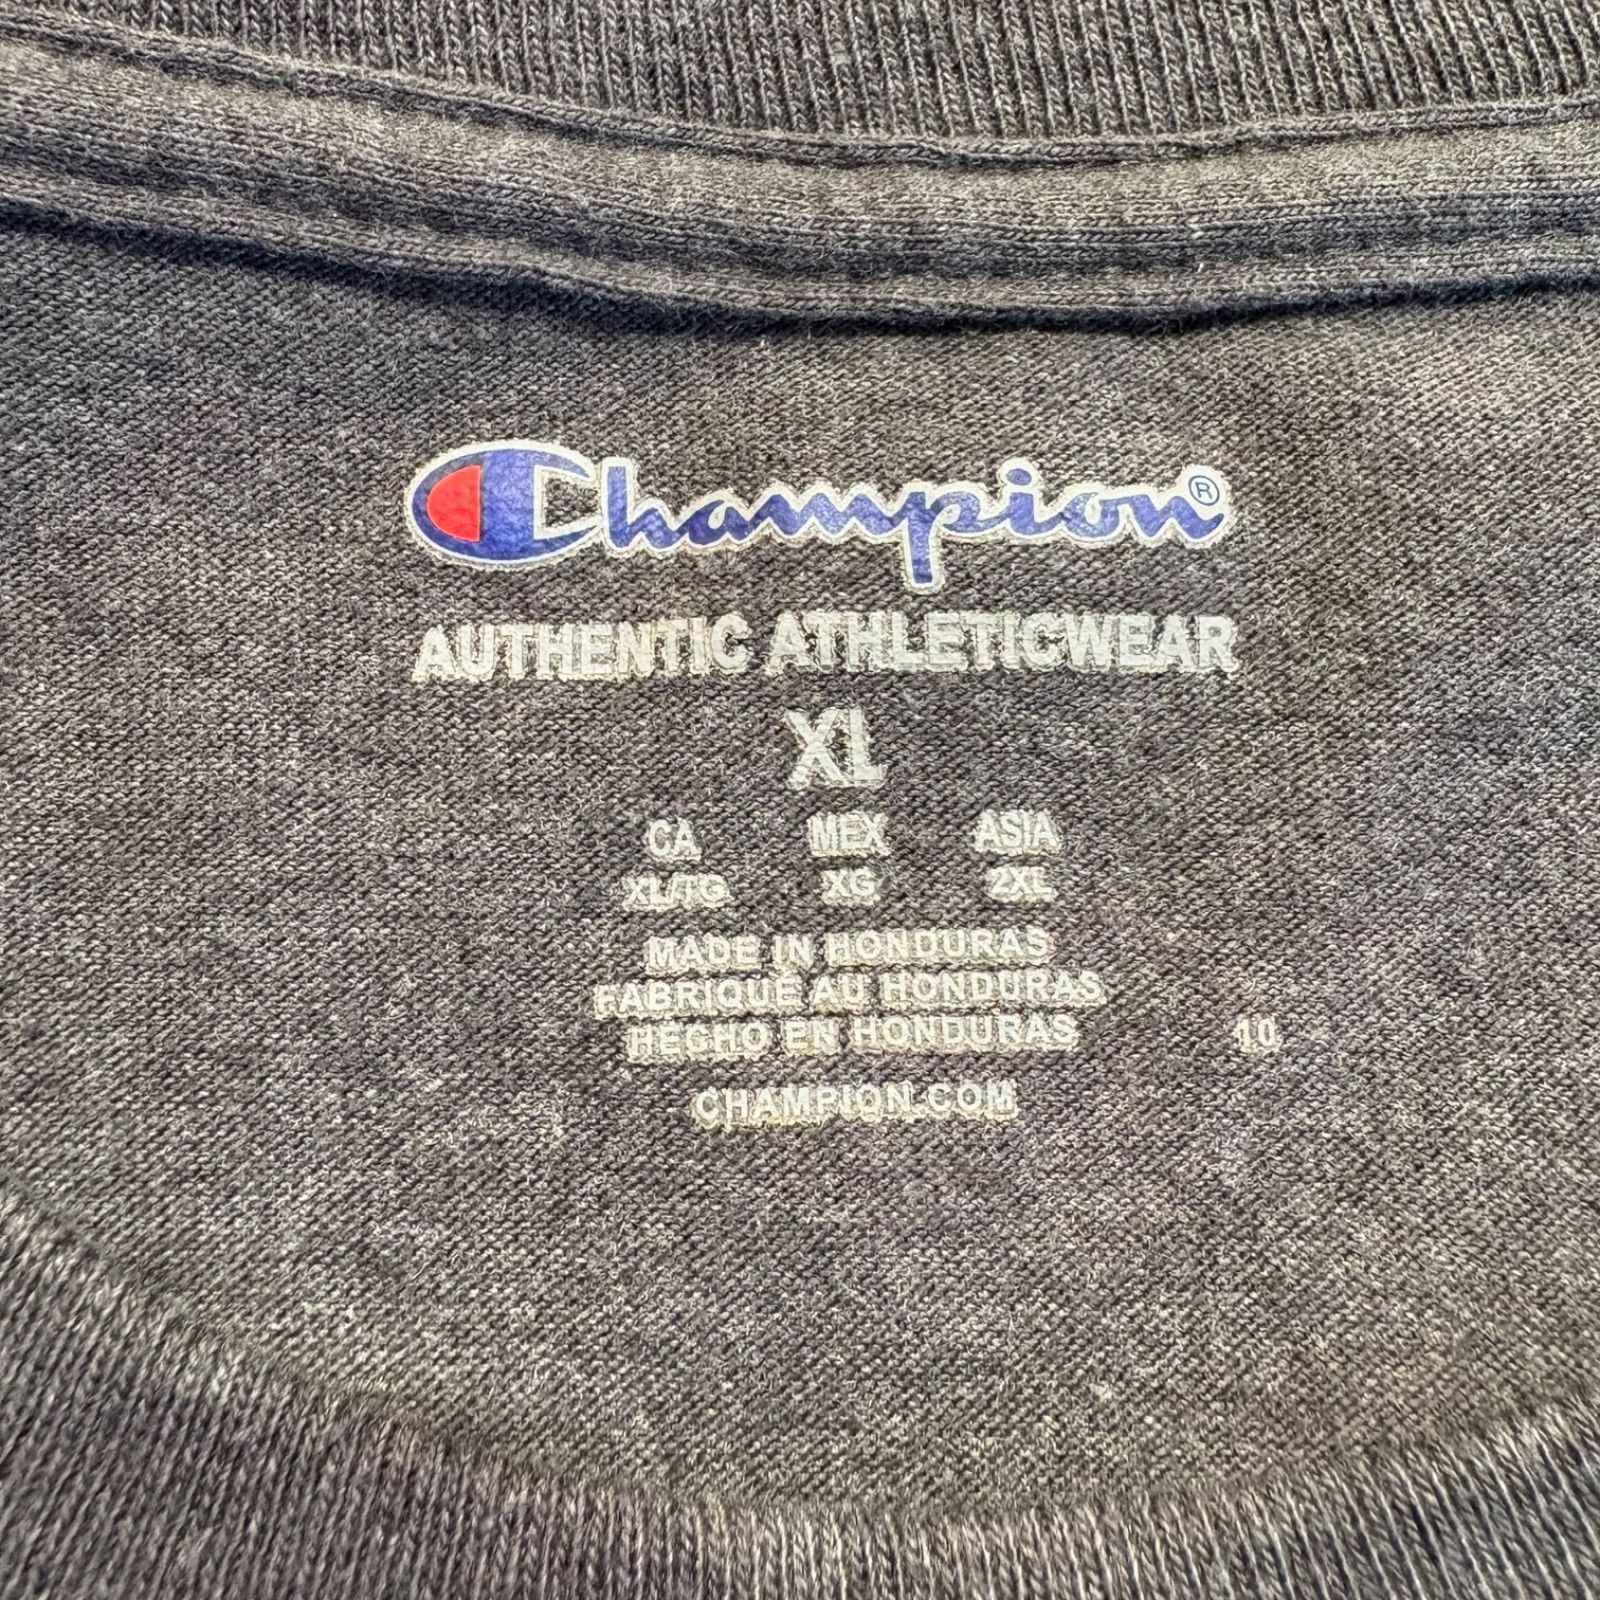 Champion®
AUTHENTIC ATHLETICWEAR
XL
CA MEX ASIA
XL/TG XG 2XL
MADE IN HONDURAS
FABRIQUÉ AU HONDURAS
HECHO EN HONDURAS 10
CHAMPION.COM